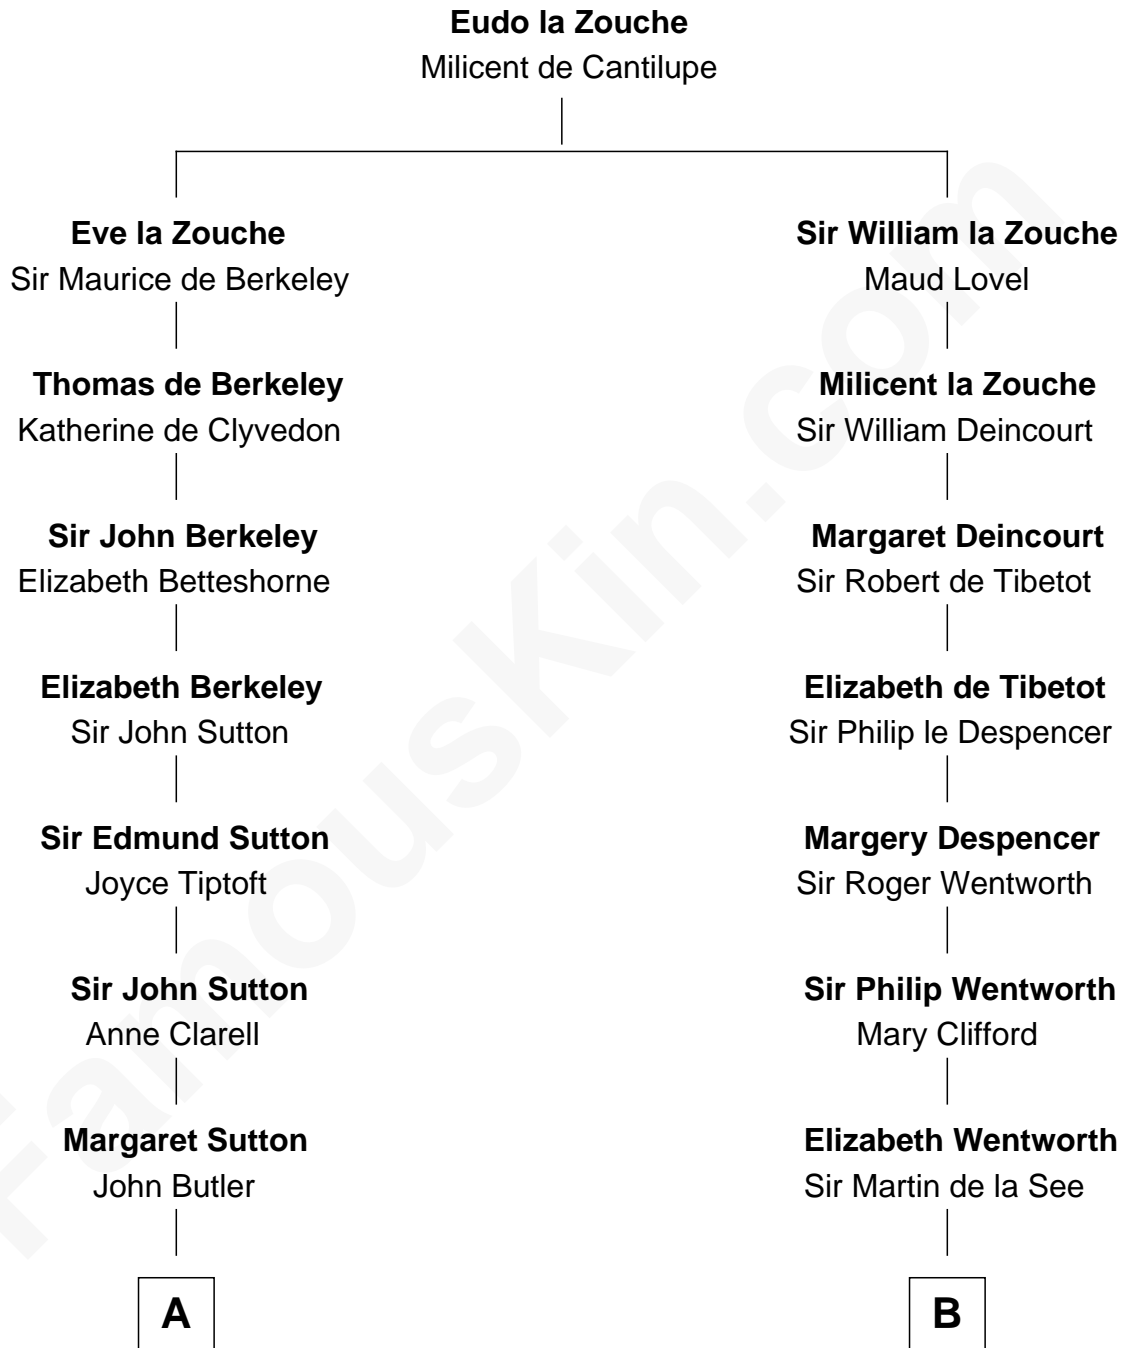 Eudo la Zouche
Milicent de Cantilupe
Eve la Zouche
Sir Maurice de Berkeley
Sir William la Zouche
Maud Lovel
Thomas de Berkeley
Katherine de Clyvedon
Milicent la Zouche
Sir William Deincourt
Sir John Berkeley
Elizabeth Betteshorne
Margaret Deincourt
Sir Robert de Tibetot
Elizabeth Berkeley
Sir John Sutton
Elizabeth de Tibetot
Sir Philip le Despencer
Sir Edmund Sutton
Joyce Tiptoft
Margery Despencer
Sir Roger Wentworth
Sir John Sutton
Anne Clarell
Sir Philip Wentworth
Mary Clifford
Margaret Sutton
John Butler
Elizabeth Wentworth
Sir Martin de la See
A
B
FamousKin.com